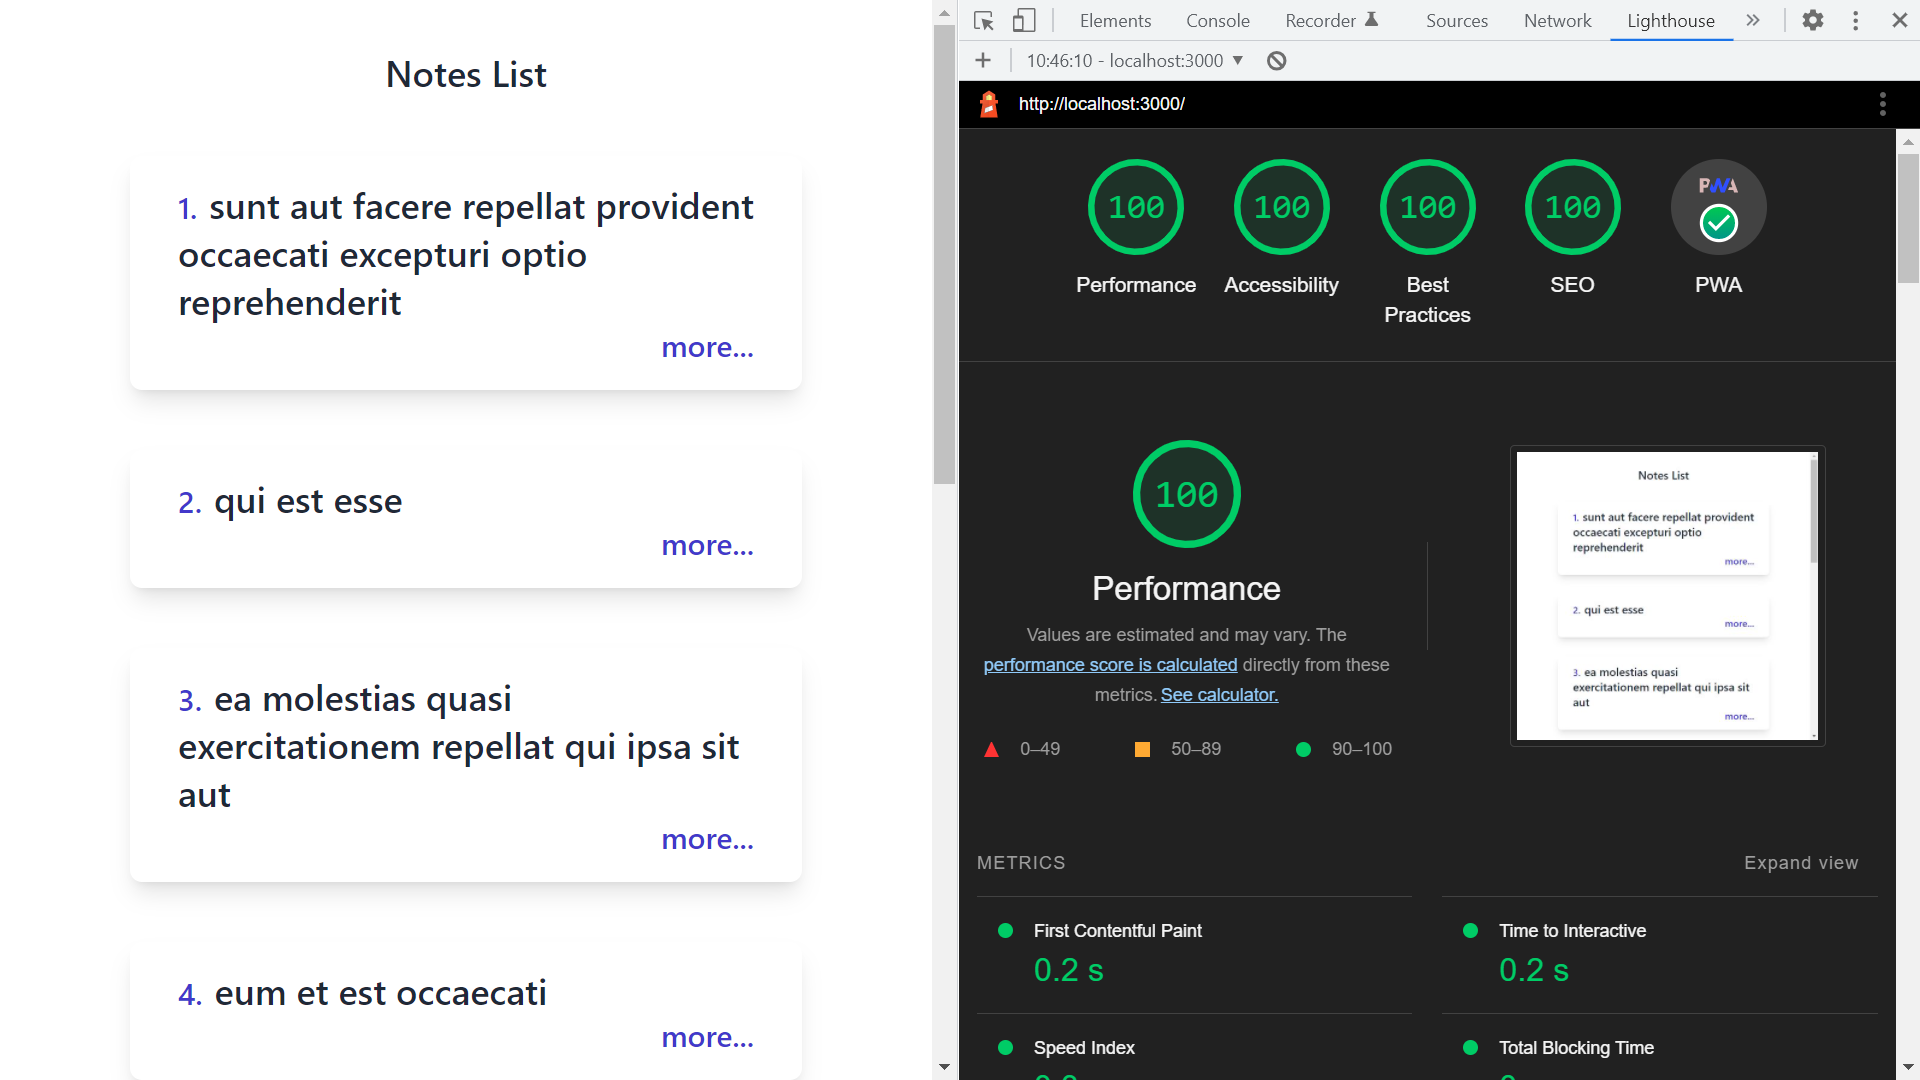 Notes List
1. sunt aut facere repellat provident
occaecati excepturi optio
reprehenderit
more...
2. qui est esse
more...
3. ea molestias quasi
exercitationem repellat qui ipsa sit
aut
more...
4. eum et est occaecati
more...
Elements Console Recorder Sources Network Lighthouse
10:46:10 - localhost:3000
http://localhost:3000/
100 100 100 100 PWA
Performance Accessibility Best Practices SEO PWA
100
Performance
Values are estimated and may vary. The
performance score is calculated directly from these
metrics. See calculator.
0–49 50–89 90–100
Notes List
1. sunt aut facere repellat provident
occaecati excepturi optio
reprehenderit
more...
2. qui est esse
more...
3. ea molestias quasi
exercitationem repellat qui ipsa sit
aut
more...
METRICS Expand view
First Contentful Paint
0.2 s
Time to Interactive
0.2 s
Speed Index
Total Blocking Time